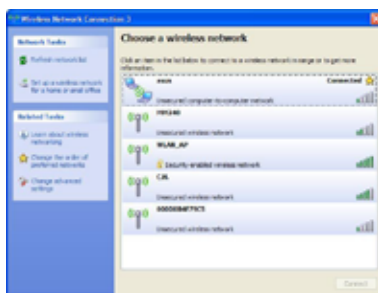 Wireless Network Connection 3
Network Tasks
Refresh network list
Set up a wireless network
for a home or small office
Related Tasks
Learn about wireless
networking
Change the order of
preferred networks
Change advanced
settings
Choose a wireless network
Click an item in the list below to connect to a wireless network in range or to get more
information.
asus
Connected
Unsecured computer-to-computer network
Unsecured wireless network
WLAN_AP
Security-enabled wireless network
Unsecured wireless network
Unsecured wireless network
Connect